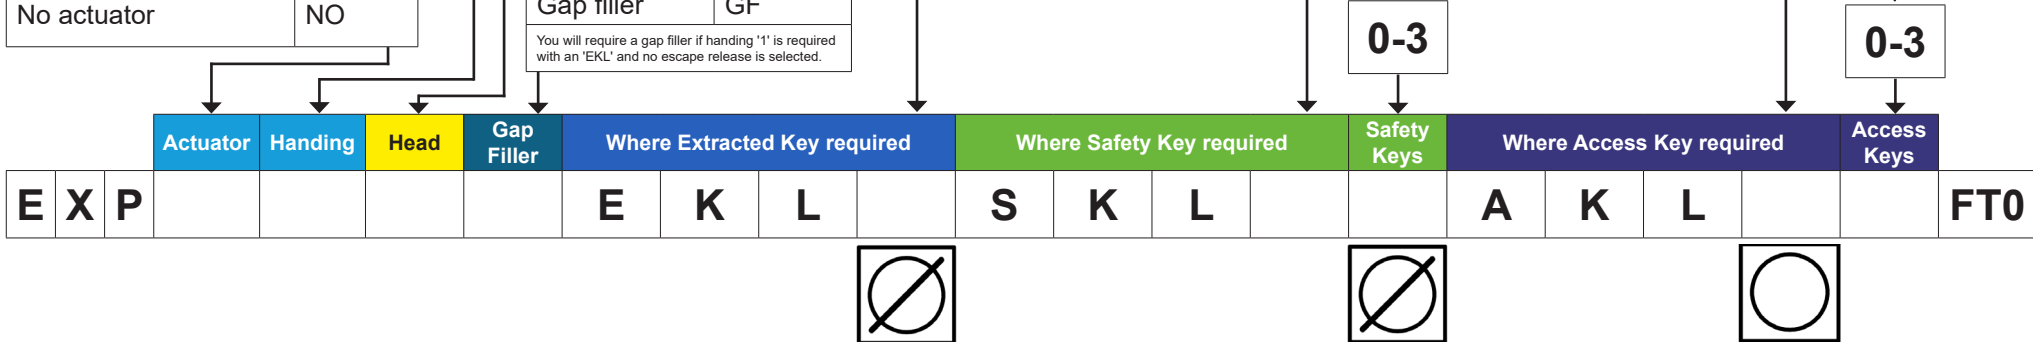 No actuator NO
Gap filler GF
You will require a gap filler if handing '1' is required
with an 'EKL' and no escape release is selected.
0-3
0-3
Actuator Handing Head Gap Filler Where Extracted Key required Where Safety Key required Safety Keys Where Access Key required Access Keys
E X P E K L S K L A K L FT0